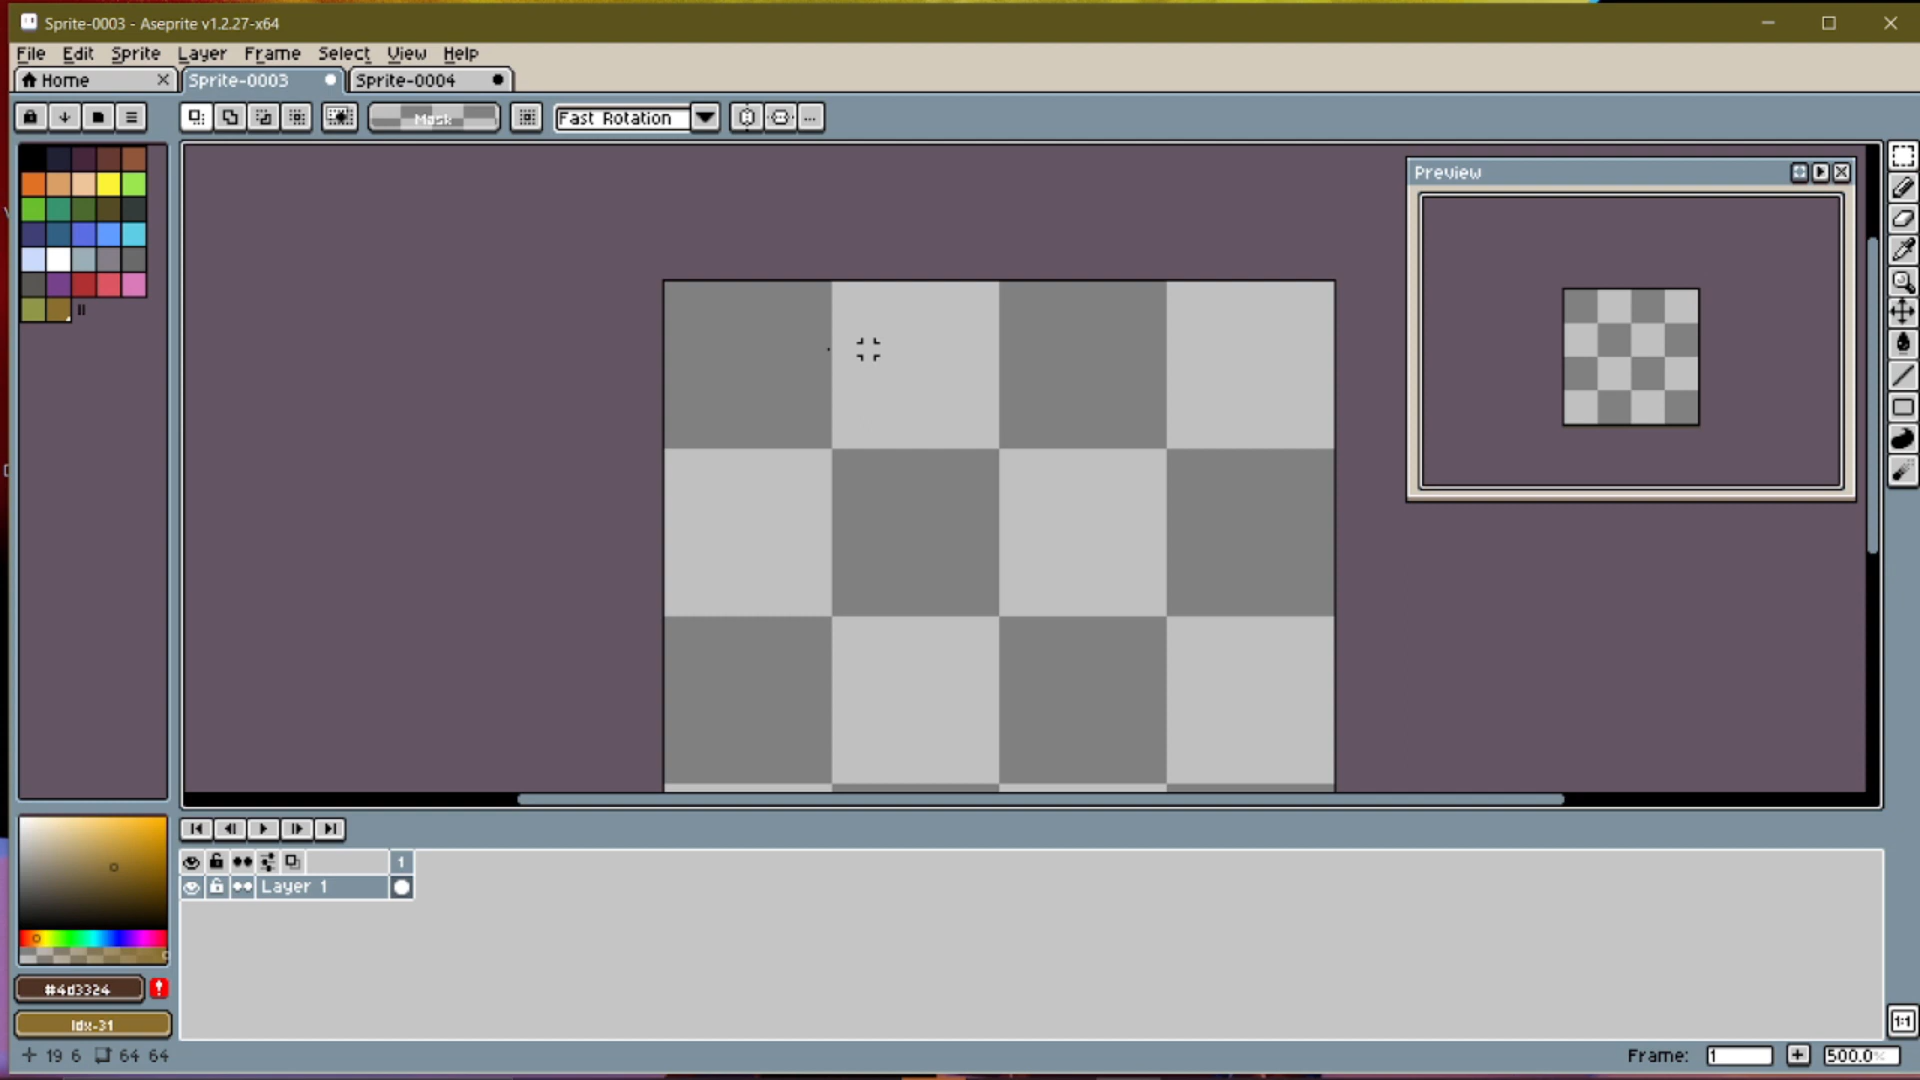 Sprite-0003 - Aseprite v1.2.27-x64
File Edit Sprite Layer Frame Select View Help
Home Sprite-0003 Sprite-0004
Mask Fast Rotation ...
Preview
1
Layer 1
#4d3324 !
Idx-31
19 6 64 64 Frame: 1 + 500.0%
1:1